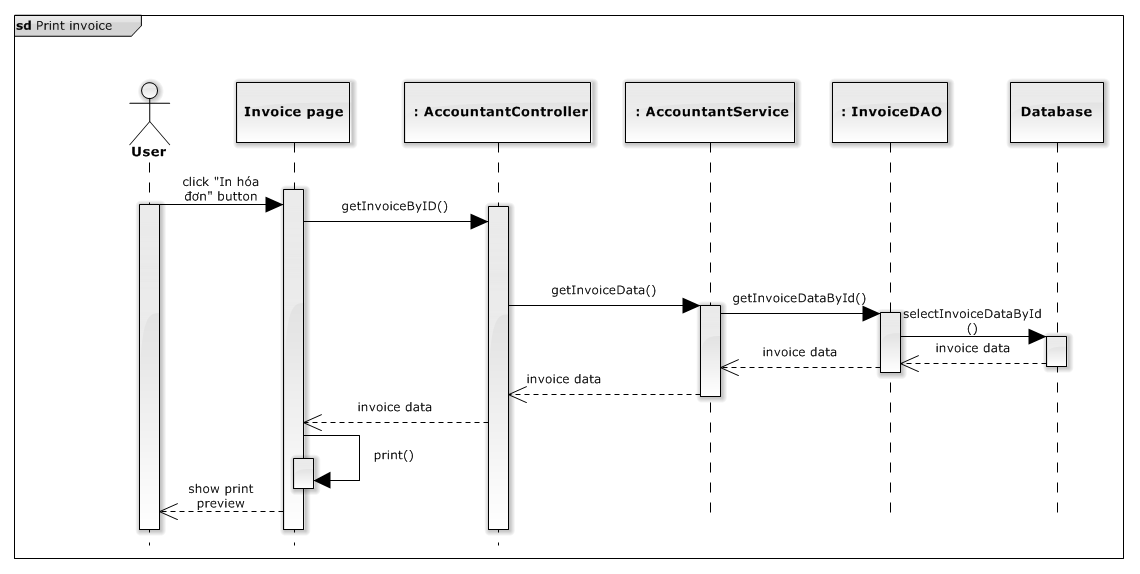 sd Print invoice
User
Invoice page
: AccountantController
: AccountantService
: InvoiceDAO
Database
click "In hóa
đơn" button
getInvoiceByID()
getInvoiceData()
getInvoiceDataById()
selectInvoiceDataById
()
invoice data
invoice data
invoice data
invoice data
print()
show print
preview